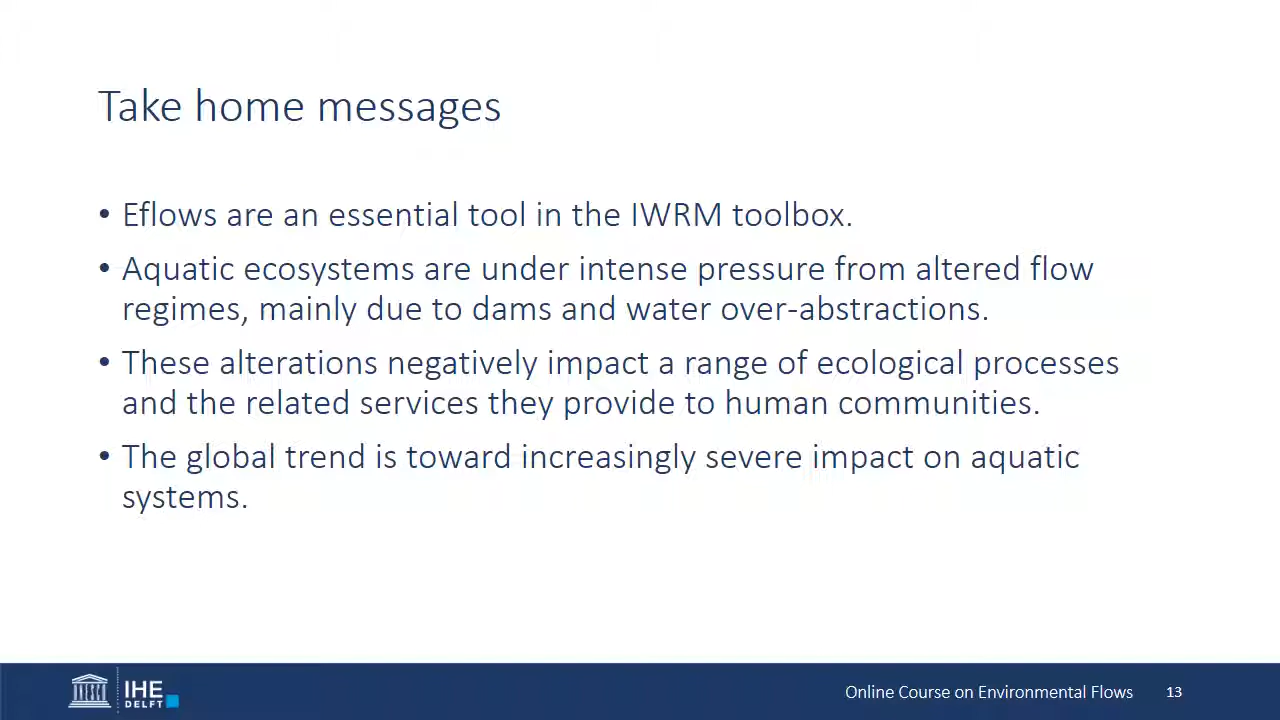 Take home messages
• Eflows are an essential tool in the IWRM toolbox.
• Aquatic ecosystems are under intense pressure from altered flow
regimes, mainly due to dams and water over-abstractions.
• These alterations negatively impact a range of ecological processes
and the related services they provide to human communities.
• The global trend is toward increasingly severe impact on aquatic
systems.
UNESCO
IHE
DELFT
Online Course on Environmental Flows 13